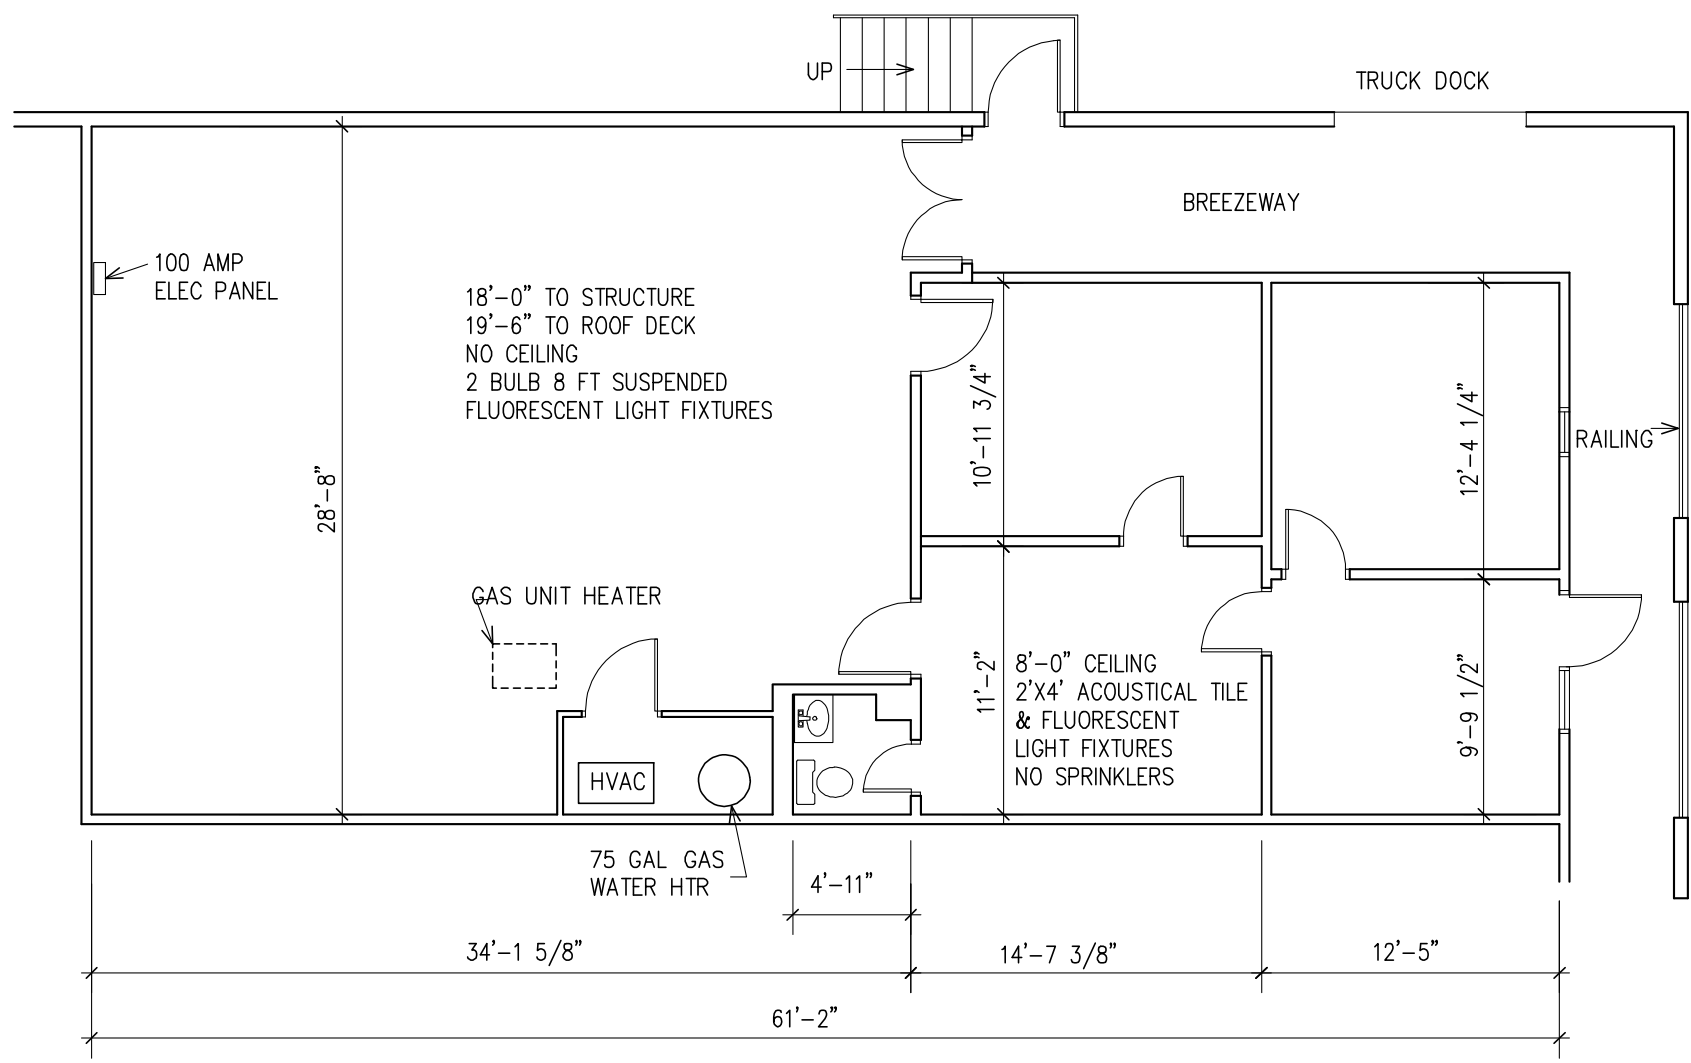 UP
TRUCK DOCK
BREEZEWAY
100 AMP
ELEC PANEL
18'-0" TO STRUCTURE
19'-6" TO ROOF DECK
NO CEILING
2 BULB 8 FT SUSPENDED
FLUORESCENT LIGHT FIXTURES
10'-11 3/4"
12'-4 1/4"
RAILING
28'-8"
GAS UNIT HEATER
11'-2"
8'-0" CEILING
2'X4' ACOUSTICAL TILE
& FLUORESCENT
LIGHT FIXTURES
NO SPRINKLERS
9'-9 1/2"
HVAC
75 GAL GAS
WATER HTR
4'-11"
34'-1 5/8"
14'-7 3/8"
12'-5"
61'-2"